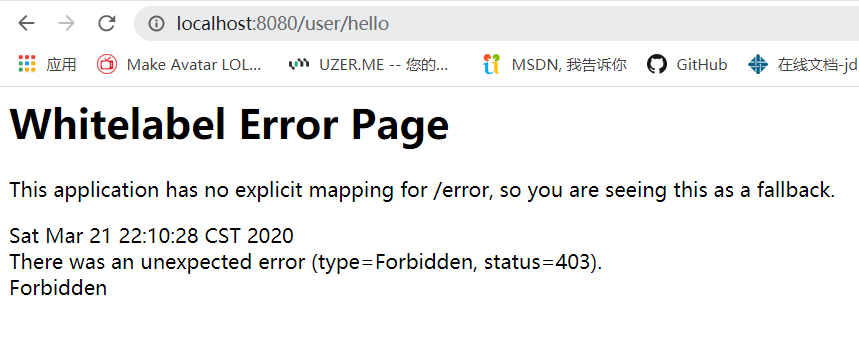 localhost:8080/user/hello
应用 Make Avatar LOL... UZER.ME -- 您的... MSDN, 我告诉你 GitHub 在线文档-jd
Whitelabel Error Page
This application has no explicit mapping for /error, so you are seeing this as a fallback.
Sat Mar 21 22:10:28 CST 2020
There was an unexpected error (type=Forbidden, status=403).
Forbidden